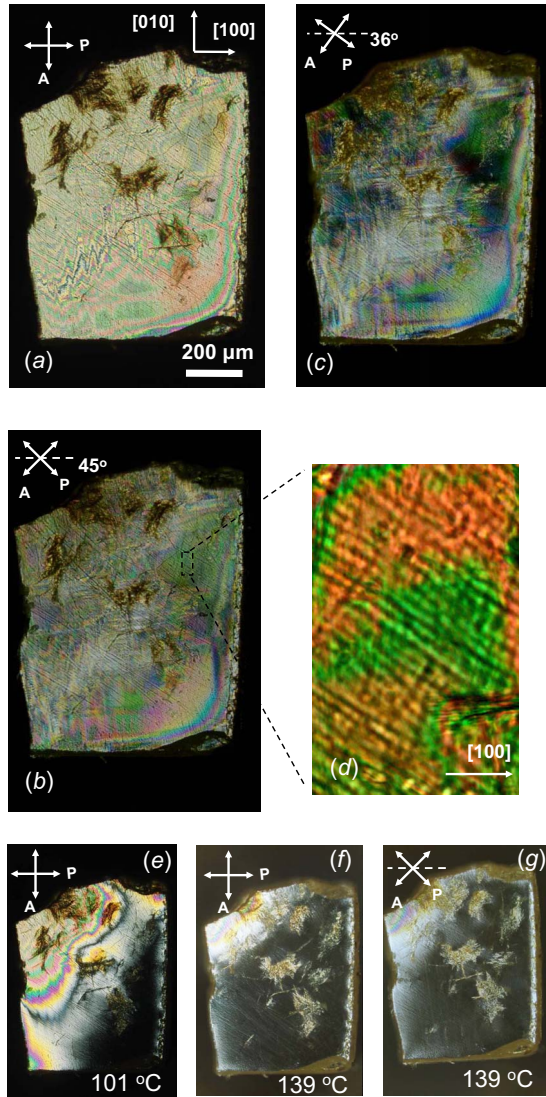 P
A
[010]
[100]
(a)
200 μm
A
P
36°
(c)
A
P
45°
(b)
(d)
[100]
P
A
(e)
101 °C
P
A
(f)
139 °C
A
P
(g)
139 °C